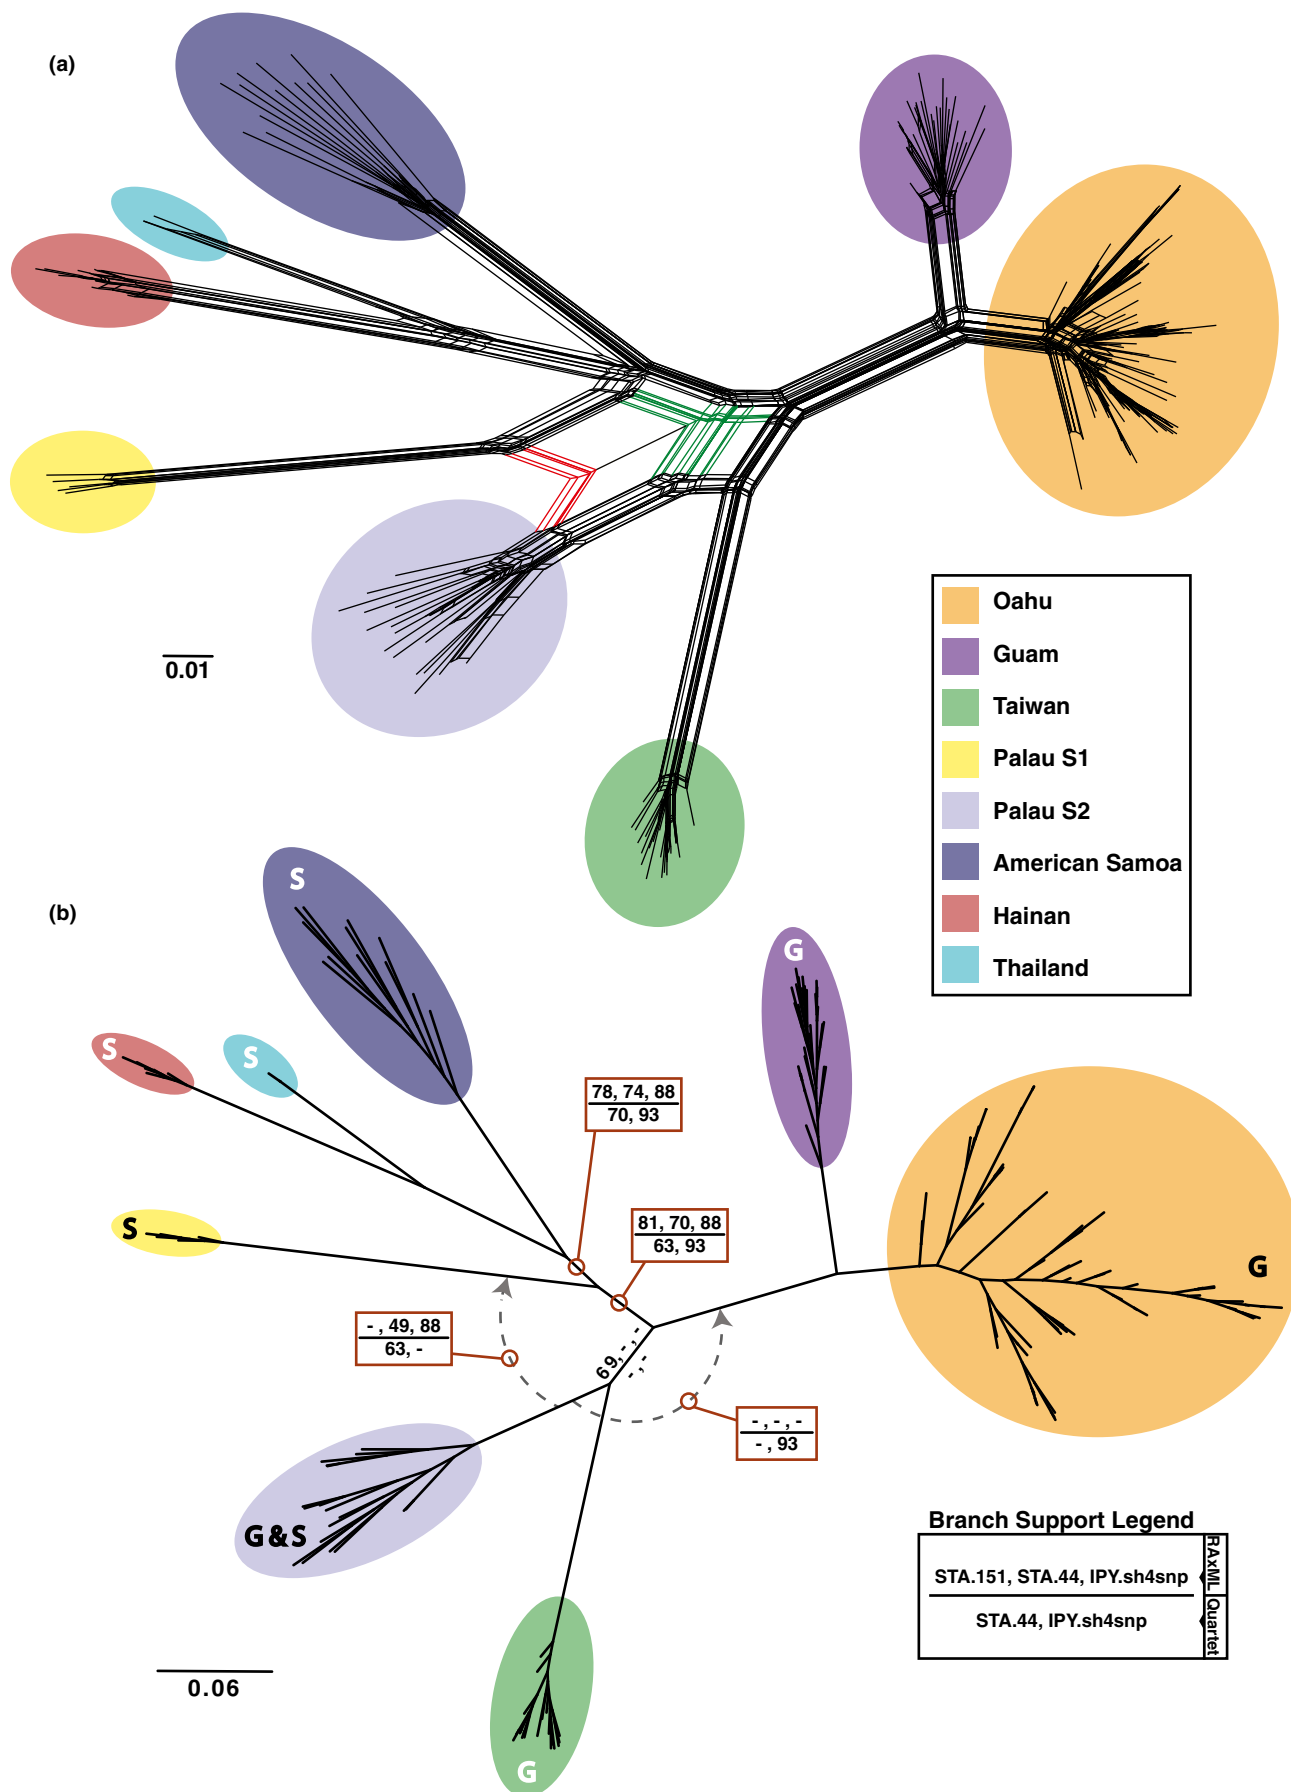 (a)
0.01
Oahu
Guam
Taiwan
Palau S1
Palau S2
American Samoa
Hainan
Thailand
(b)
S
G
S
S
78, 74, 88
70, 93
S
81, 70, 88
63, 93
G
- , 49, 88
63, -
69, -, -
-, -
- , - , -
- , 93
G & S
Branch Support Legend
STA.151, STA.44, IPY.sh4snp
RAxML
STA.44, IPY.sh4snp
Quartet
0.06
G